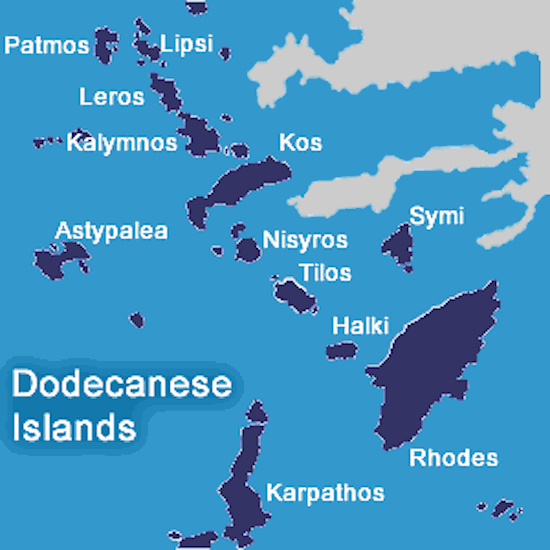 Patmos
Lipsi
Leros
Kalymnos
Kos
Astypalea
Symi
Nisyros
Tilos
Halki
Dodecanese
Islands
Rhodes
Karpathos